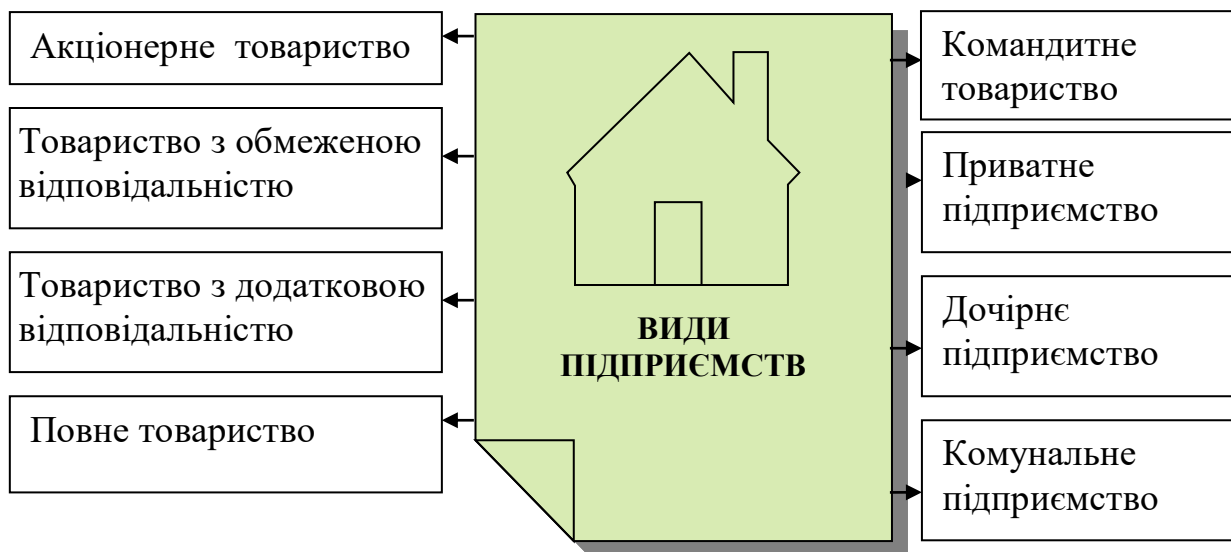 Акціонерне товариство
Товариство з обмеженою
відповідальністю
Товариство з додатковою
відповідальністю
Повне товариство
ВИДИ
ПІДПРИЄМСТВ
Командитне
товариство
Приватне
підприємство
Дочірнє
підприємство
Комунальне
підприємство